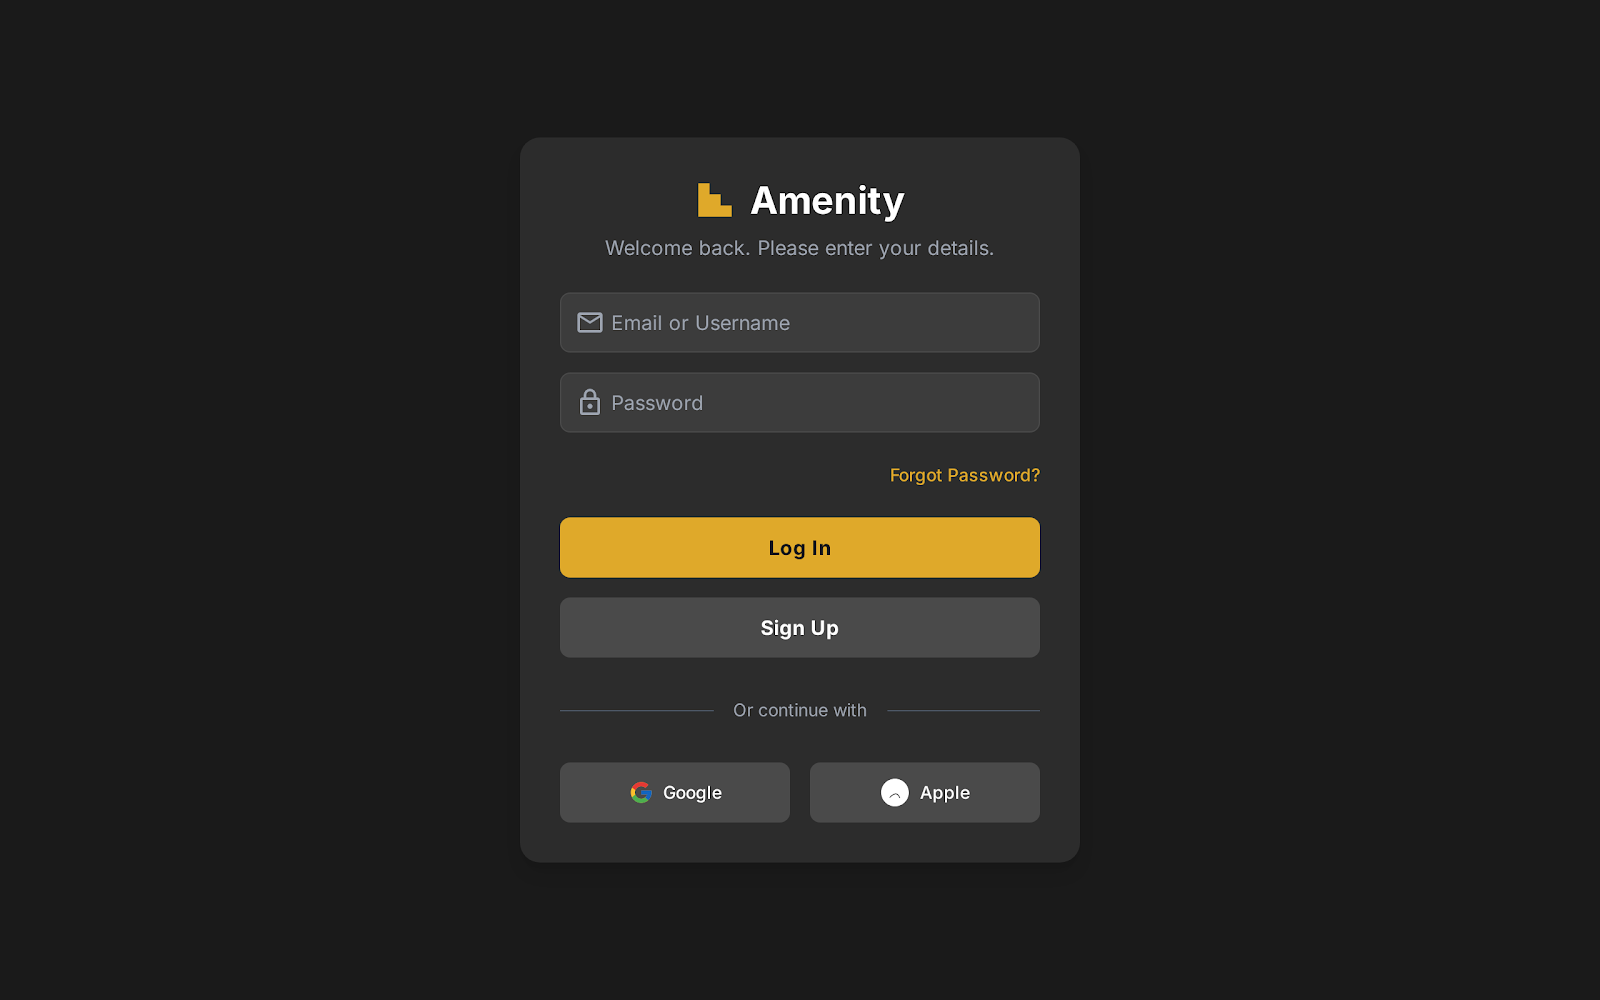 Amenity
Welcome back. Please enter your details.
Email or Username
Password
Forgot Password?
Log In
Sign Up
Or continue with
Google
Apple